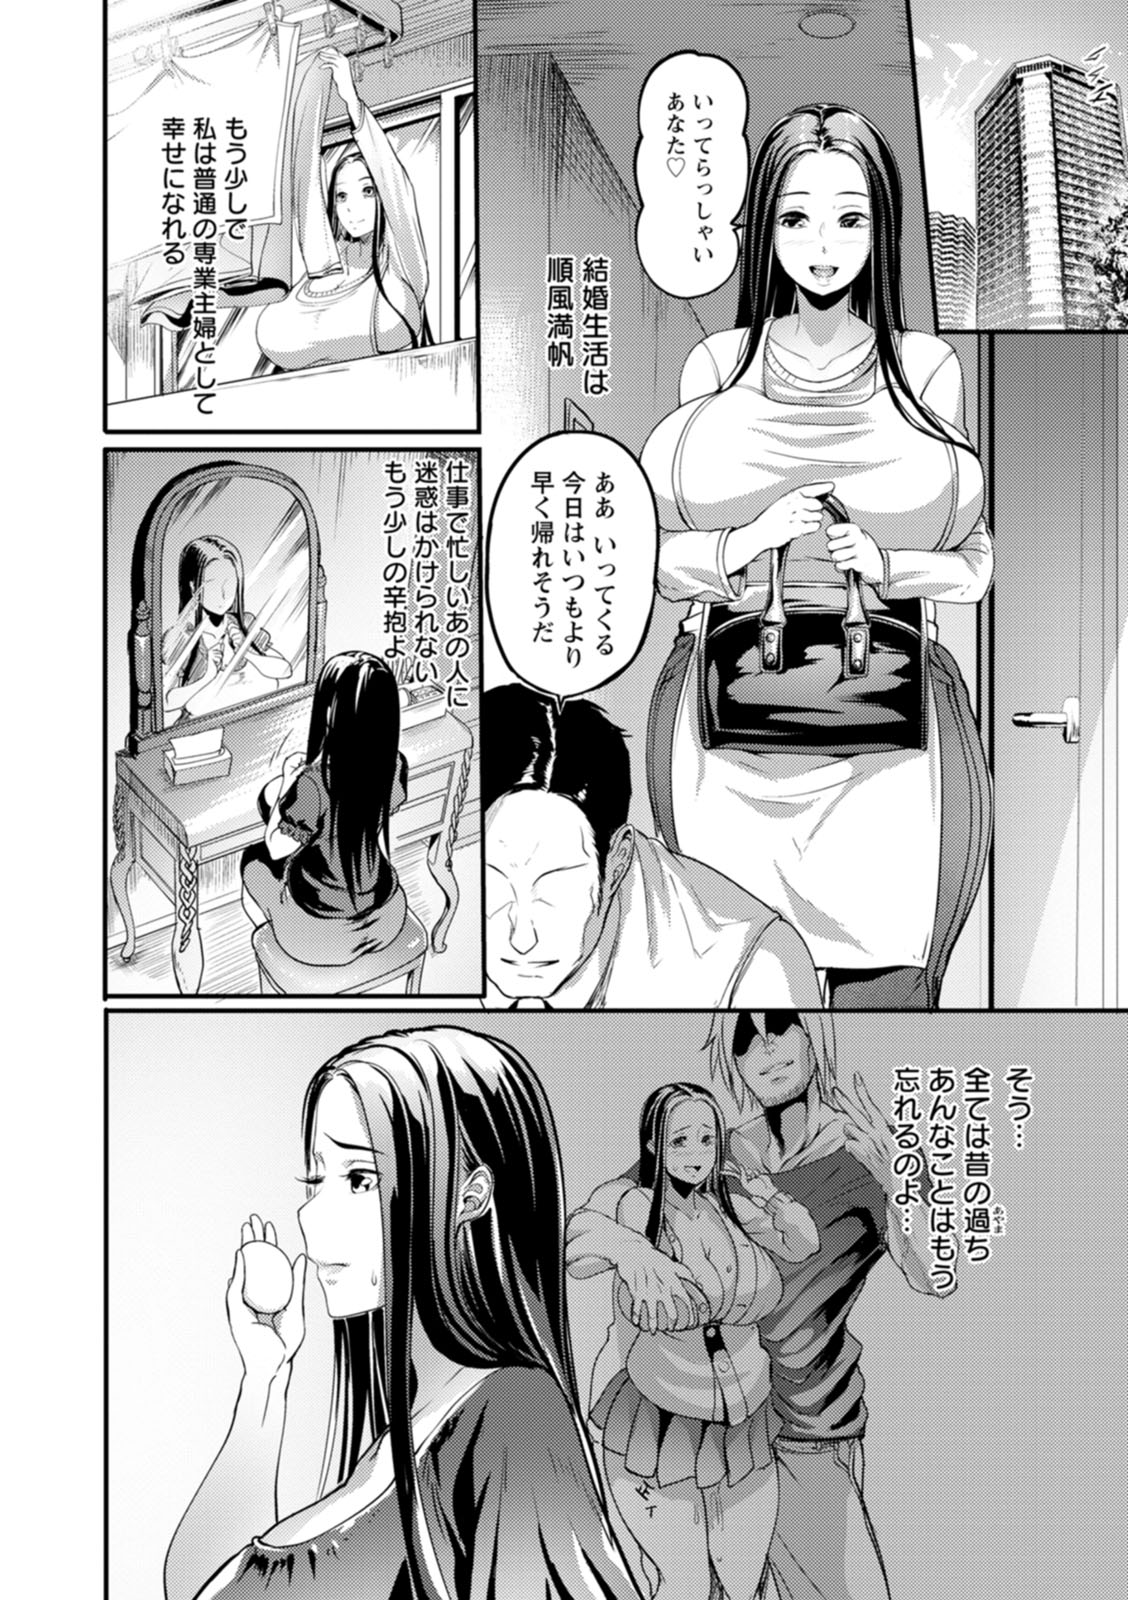 いってらっしゃい
あなた♡
結婚生活は
順風満帆
ああ いってくる
今日はいつもより
早く帰れそうだ
もう少しで
私は普通の専業主婦として
幸せになれる
仕事で忙しいあの人に
迷惑はかけられない
もう少しの辛抱よ
そう…
全ては昔の過ち
あやま
あんなことはもう
忘れるのよ…